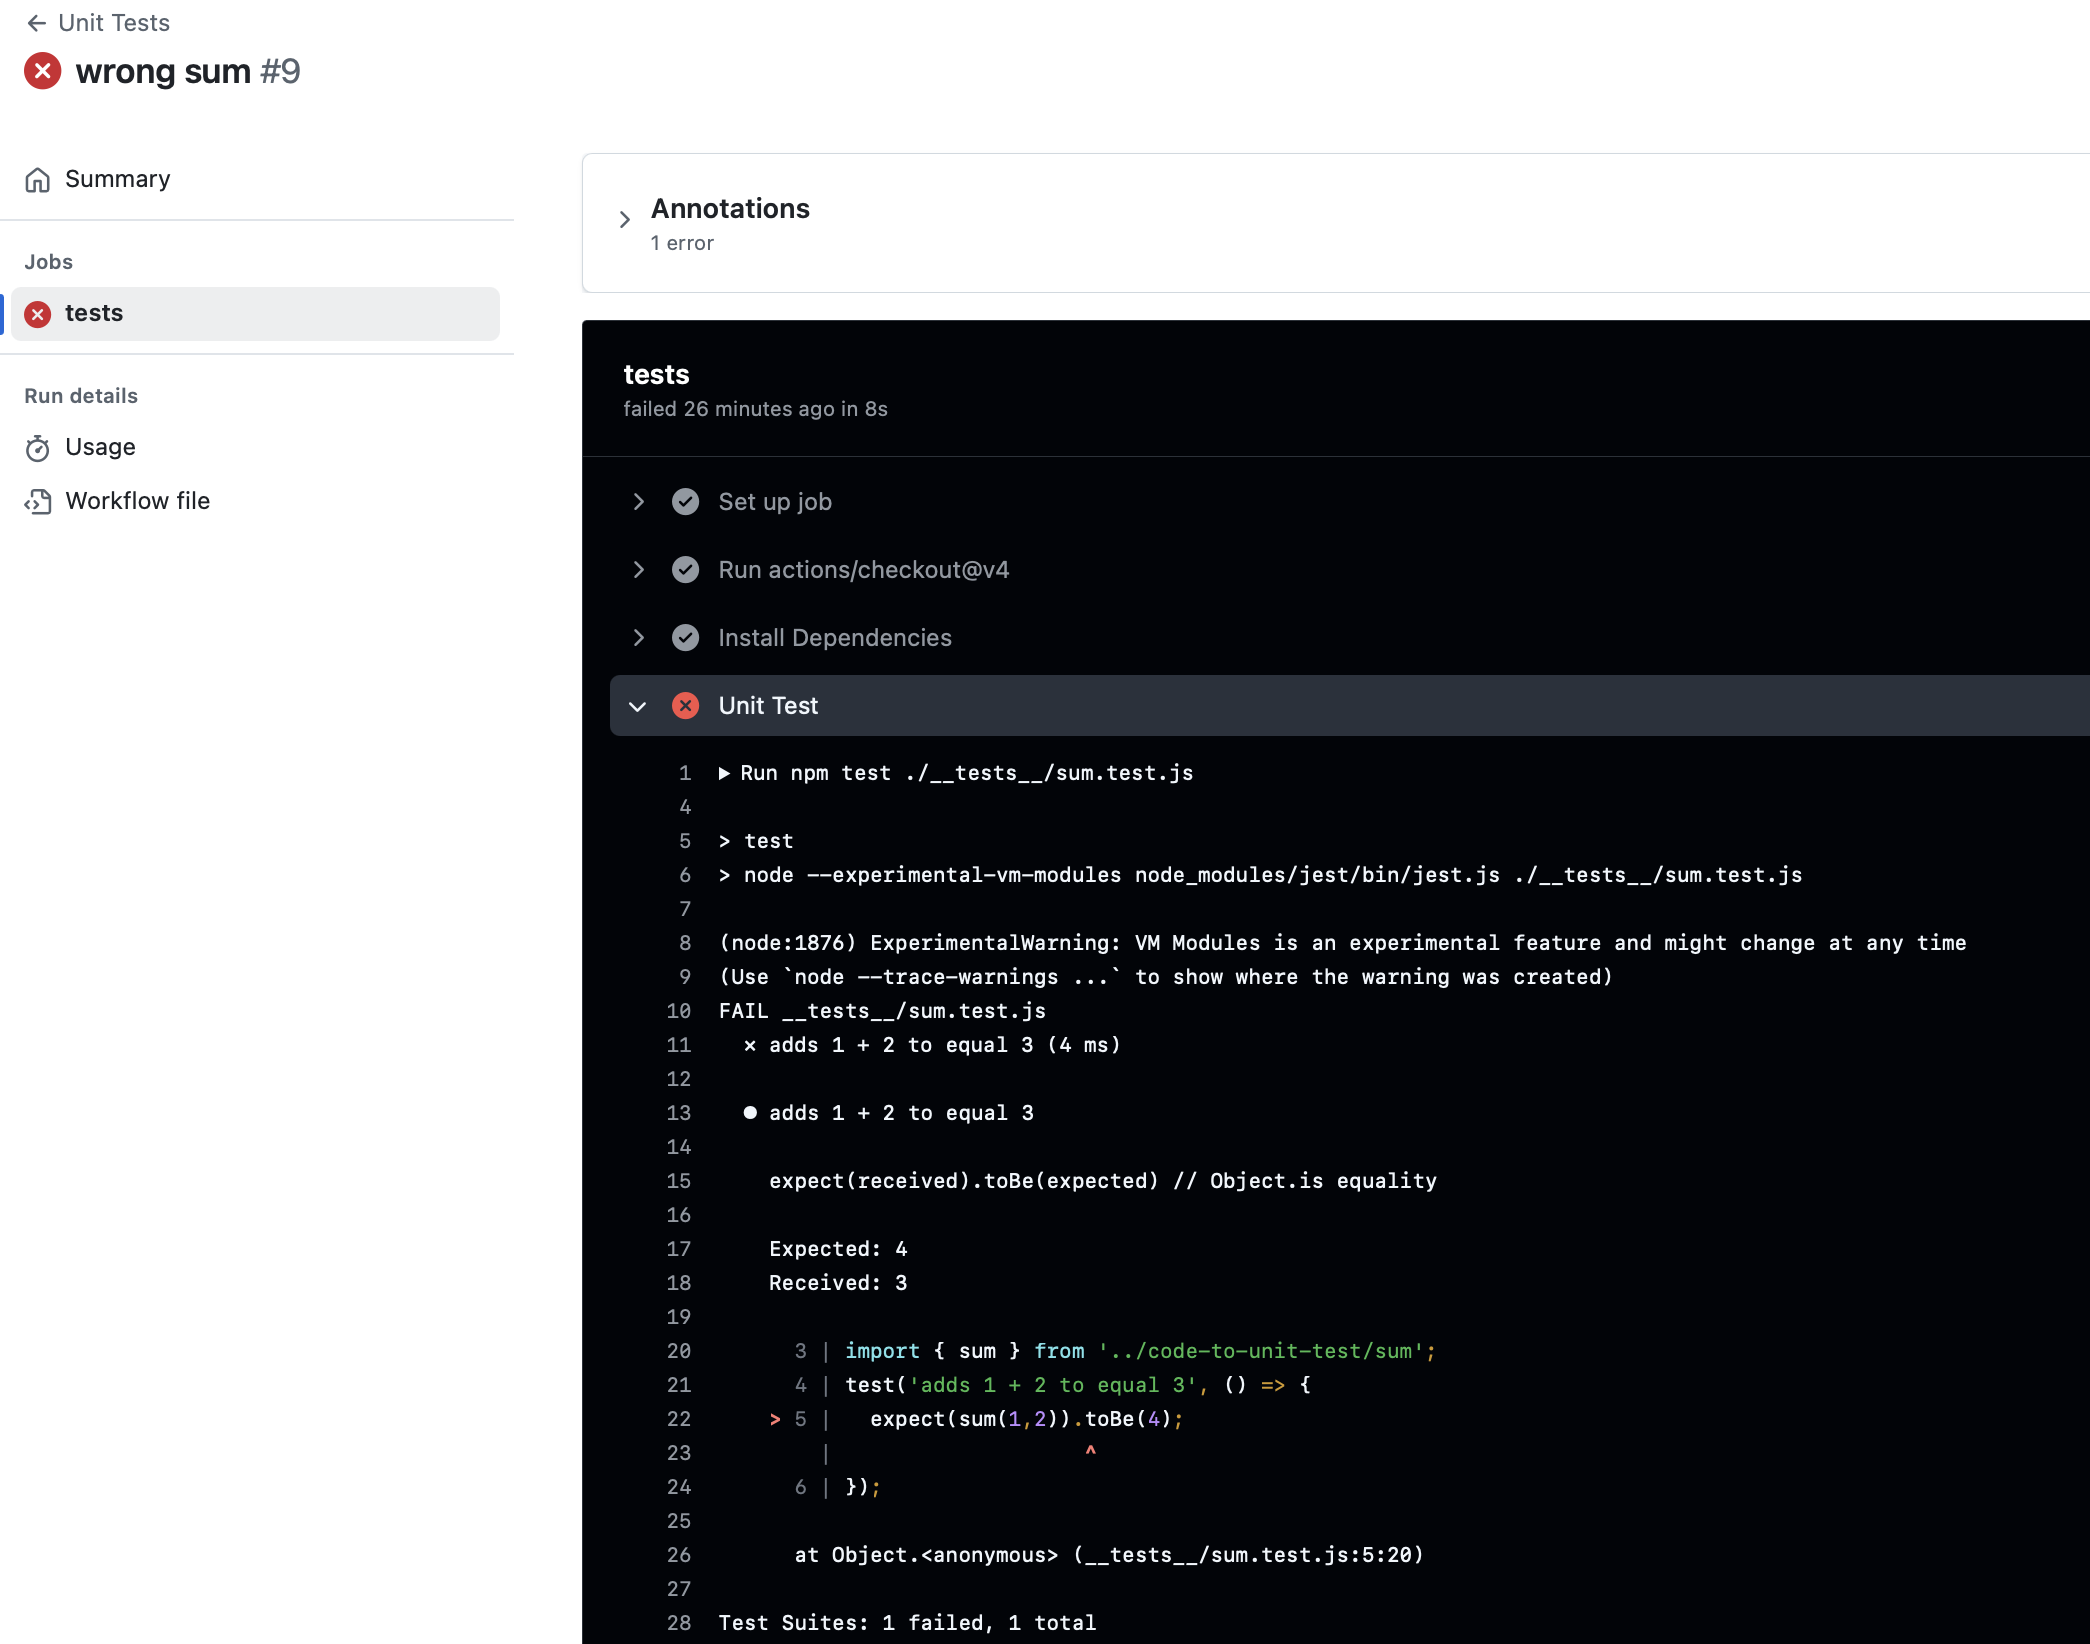 ← Unit Tests
wrong sum #9
Summary
Jobs
tests
Run details
Usage
Workflow file
Annotations
1 error
tests
failed 26 minutes ago in 8s
Set up job
Run actions/checkout@v4
Install Dependencies
Unit Test
1 ▶ Run npm test ./__tests__/sum.test.js
4
5 > test
6 > node --experimental-vm-modules node_modules/jest/bin/jest.js ./__tests__/sum.test.js
7
8 (node:1876) ExperimentalWarning: VM Modules is an experimental feature and might change at any time
9 (Use `node --trace-warnings ...` to show where the warning was created)
10 FAIL __tests__/sum.test.js
11   × adds 1 + 2 to equal 3 (4 ms)
12
13   ● adds 1 + 2 to equal 3
14
15     expect(received).toBe(expected) // Object.is equality
16
17     Expected: 4
18     Received: 3
19
20       3 | import { sum } from '../code-to-unit-test/sum';
21       4 | test('adds 1 + 2 to equal 3', () => {
22     > 5 |   expect(sum(1,2)).toBe(4);
23         |                    ^
24       6 | });
25
26       at Object.<anonymous> (__tests__/sum.test.js:5:20)
27
28 Test Suites: 1 failed, 1 total